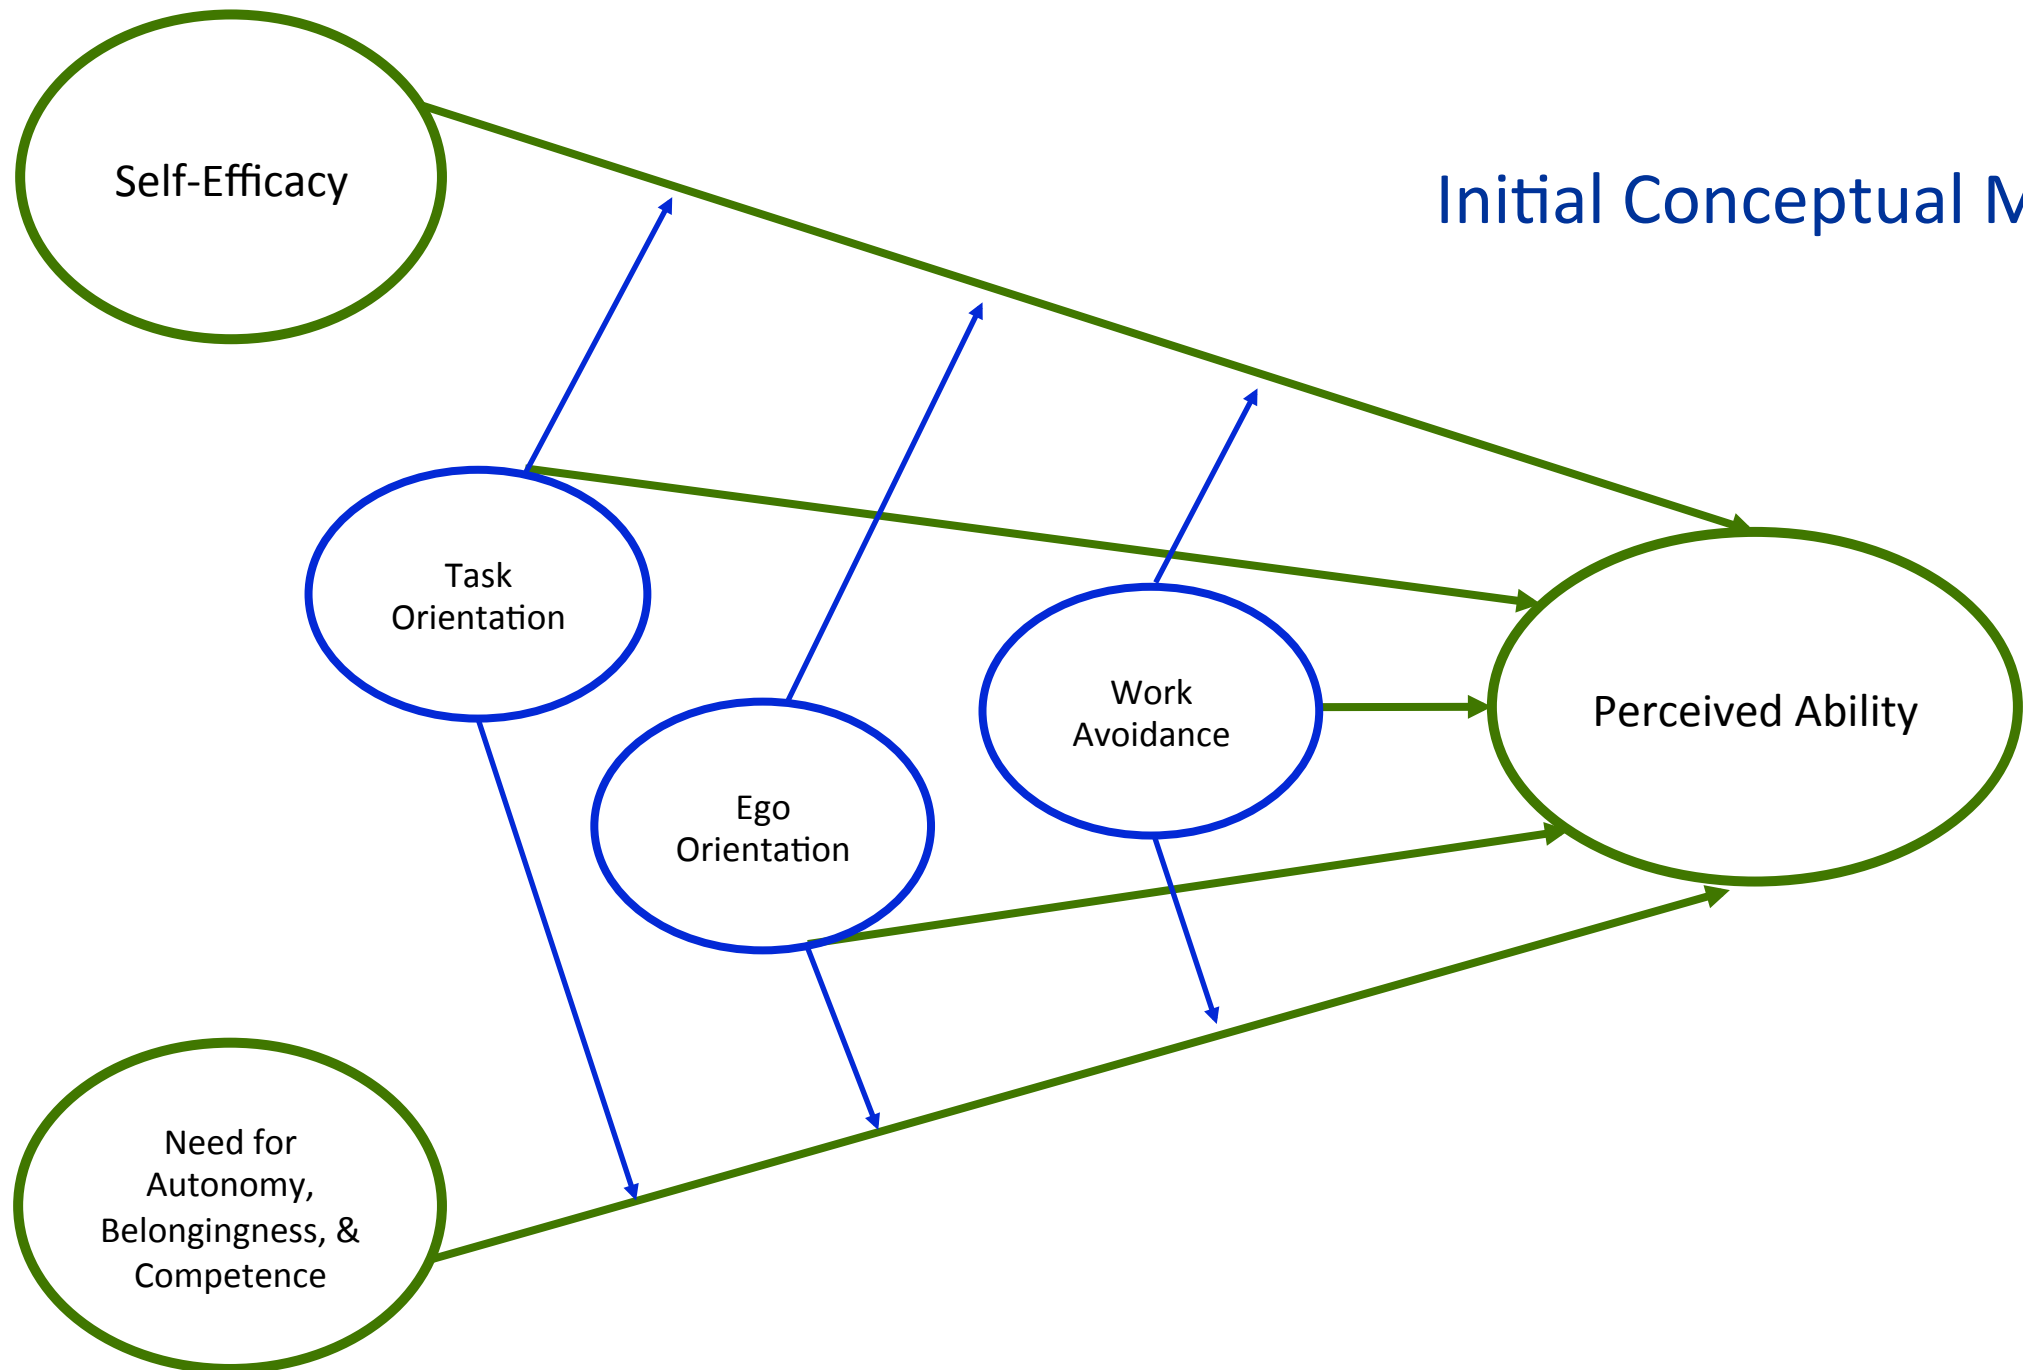 Self-Efficacy
Initial Conceptual M
Task
Orientation
Work
Avoidance
Perceived Ability
Ego
Orientation
Need for
Autonomy,
Belongingness, &
Competence